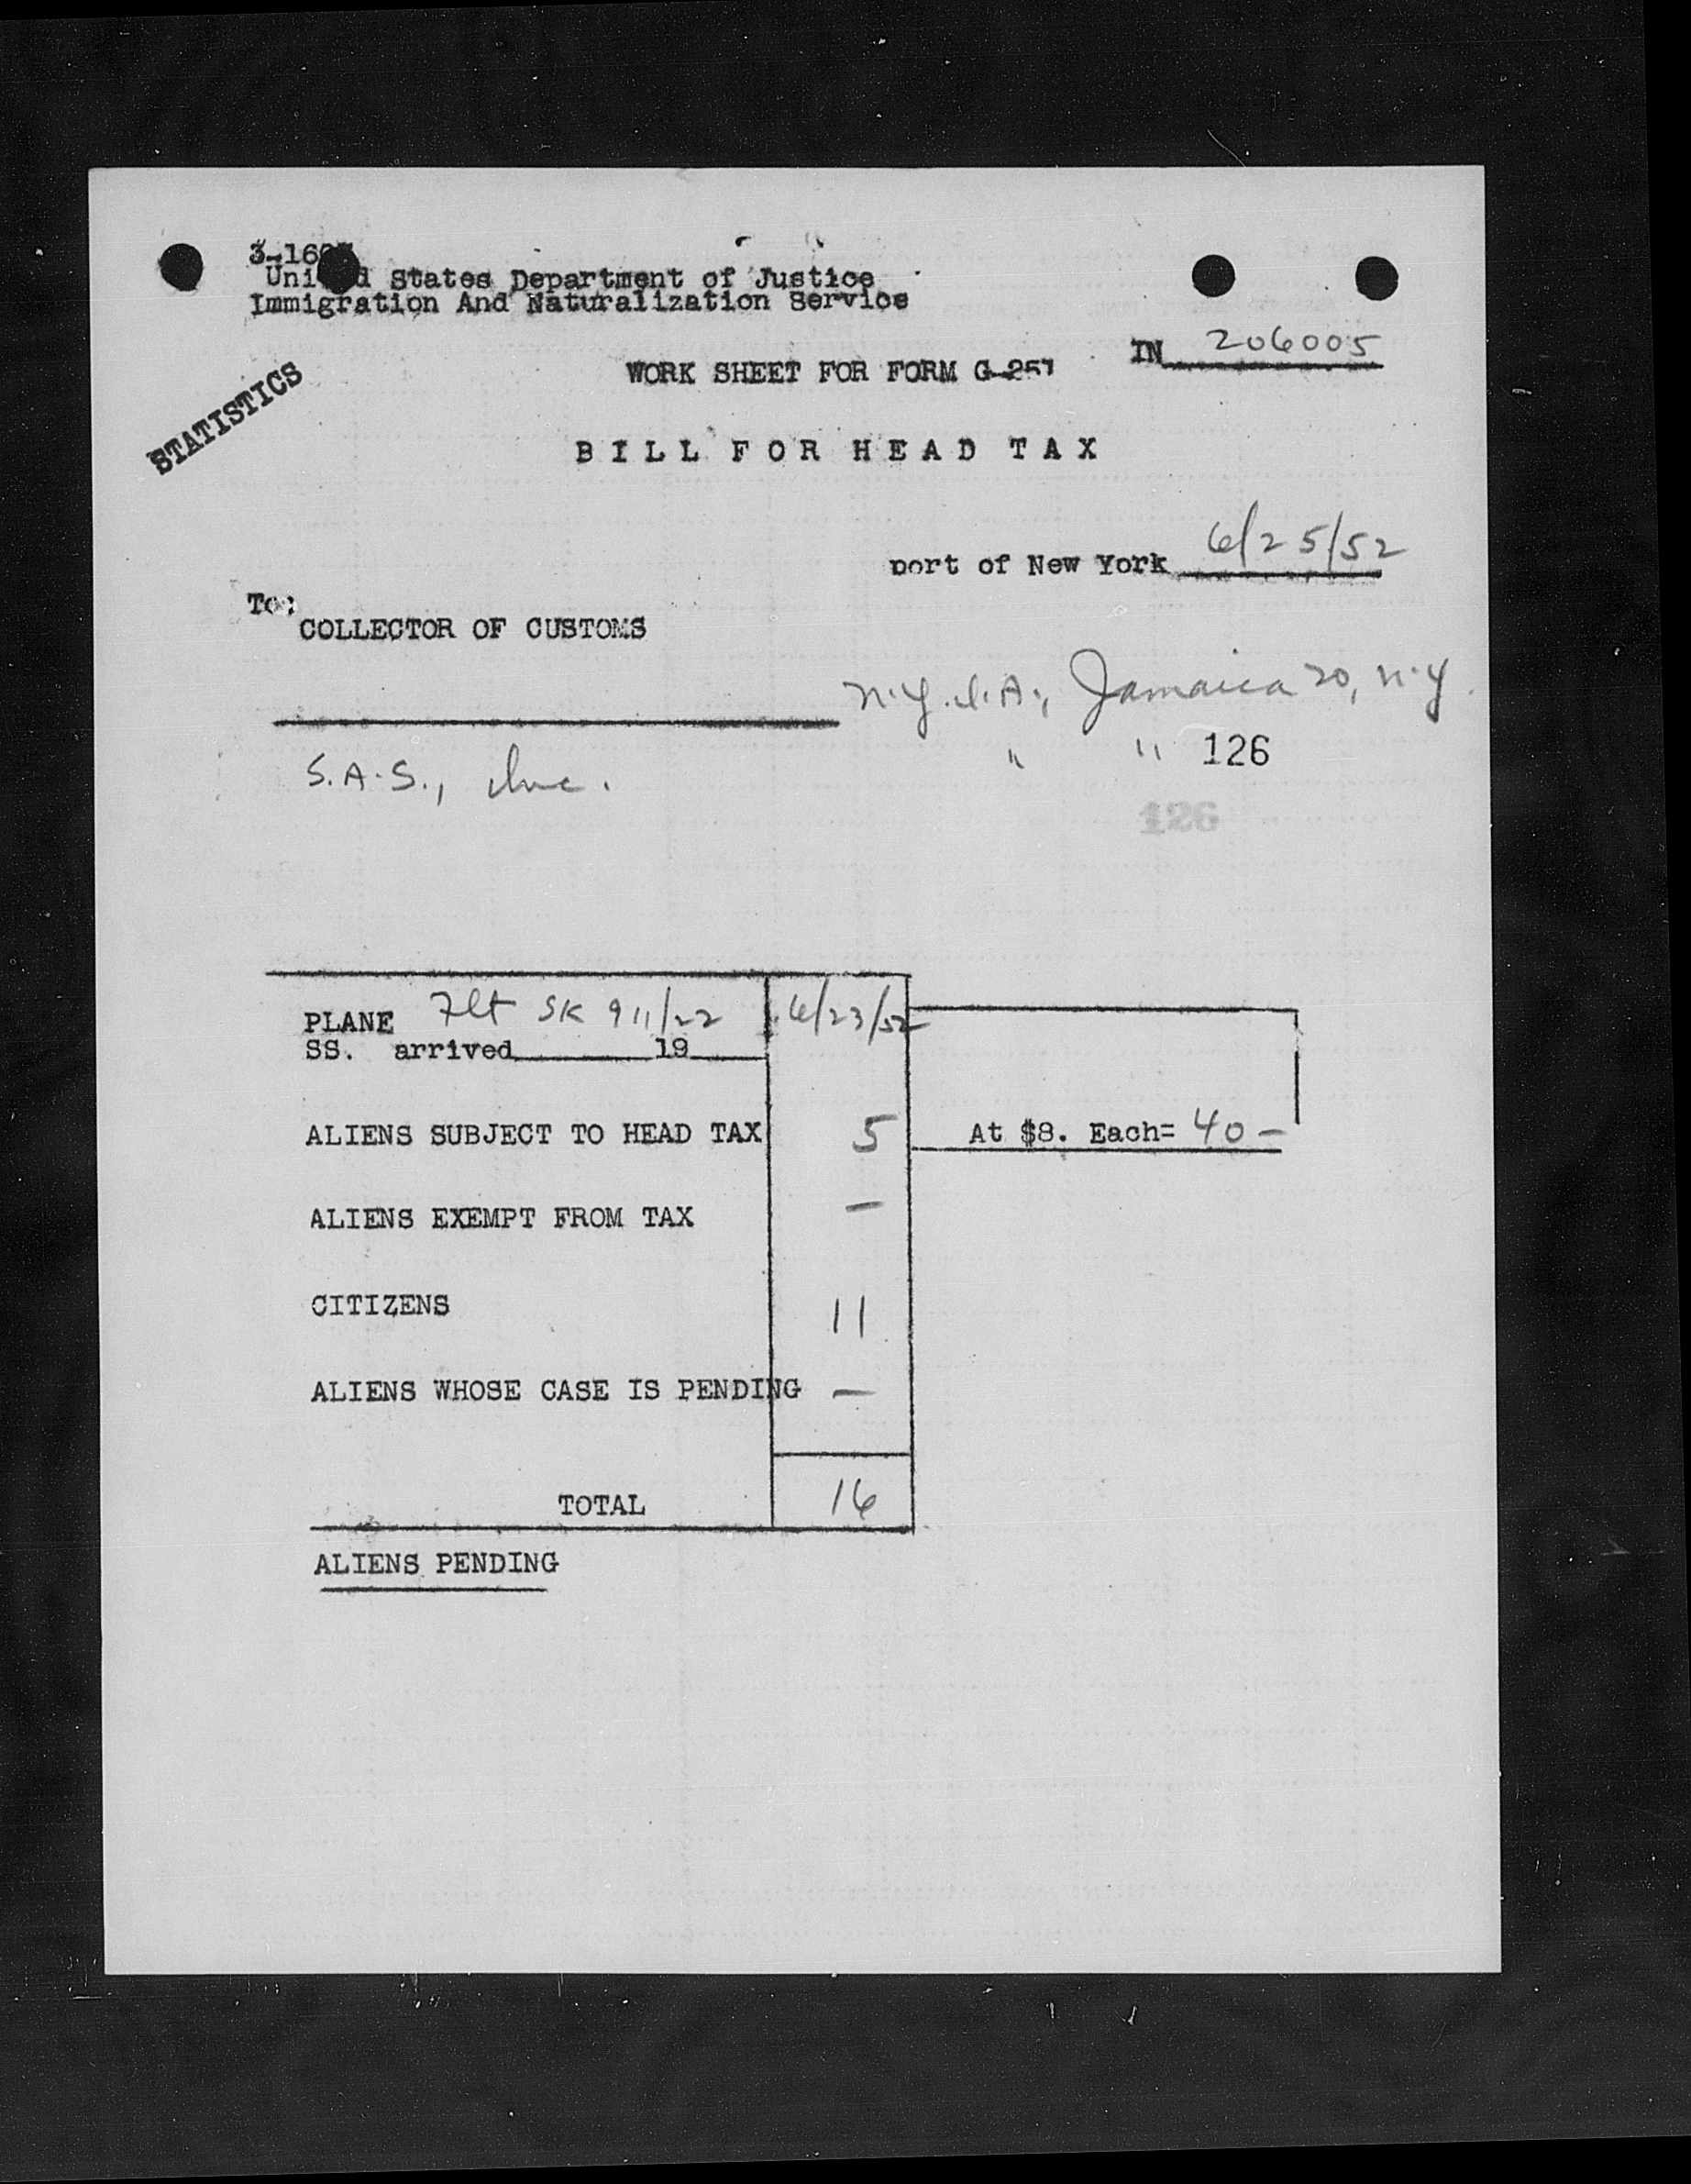 3-16
United States Department of Justice
Immigration And Naturalization Service
IN 206005
WORK SHEET FOR FORM G-257
STATISTICS
BILL FOR HEAD TAX
port of New York 6/25/52
To:
COLLECTOR OF CUSTOMS
N.Y.I.A., Jamaica 20, N.Y.
" " 126
S.A.S., Inc.
126
PLANE Flt SK 911/22 6/23/52
SS. arrived 19
ALIENS SUBJECT TO HEAD TAX 5 At $8. Each= 40 -
ALIENS EXEMPT FROM TAX —
CITIZENS 11
ALIENS WHOSE CASE IS PENDING —
TOTAL 16
ALIENS PENDING